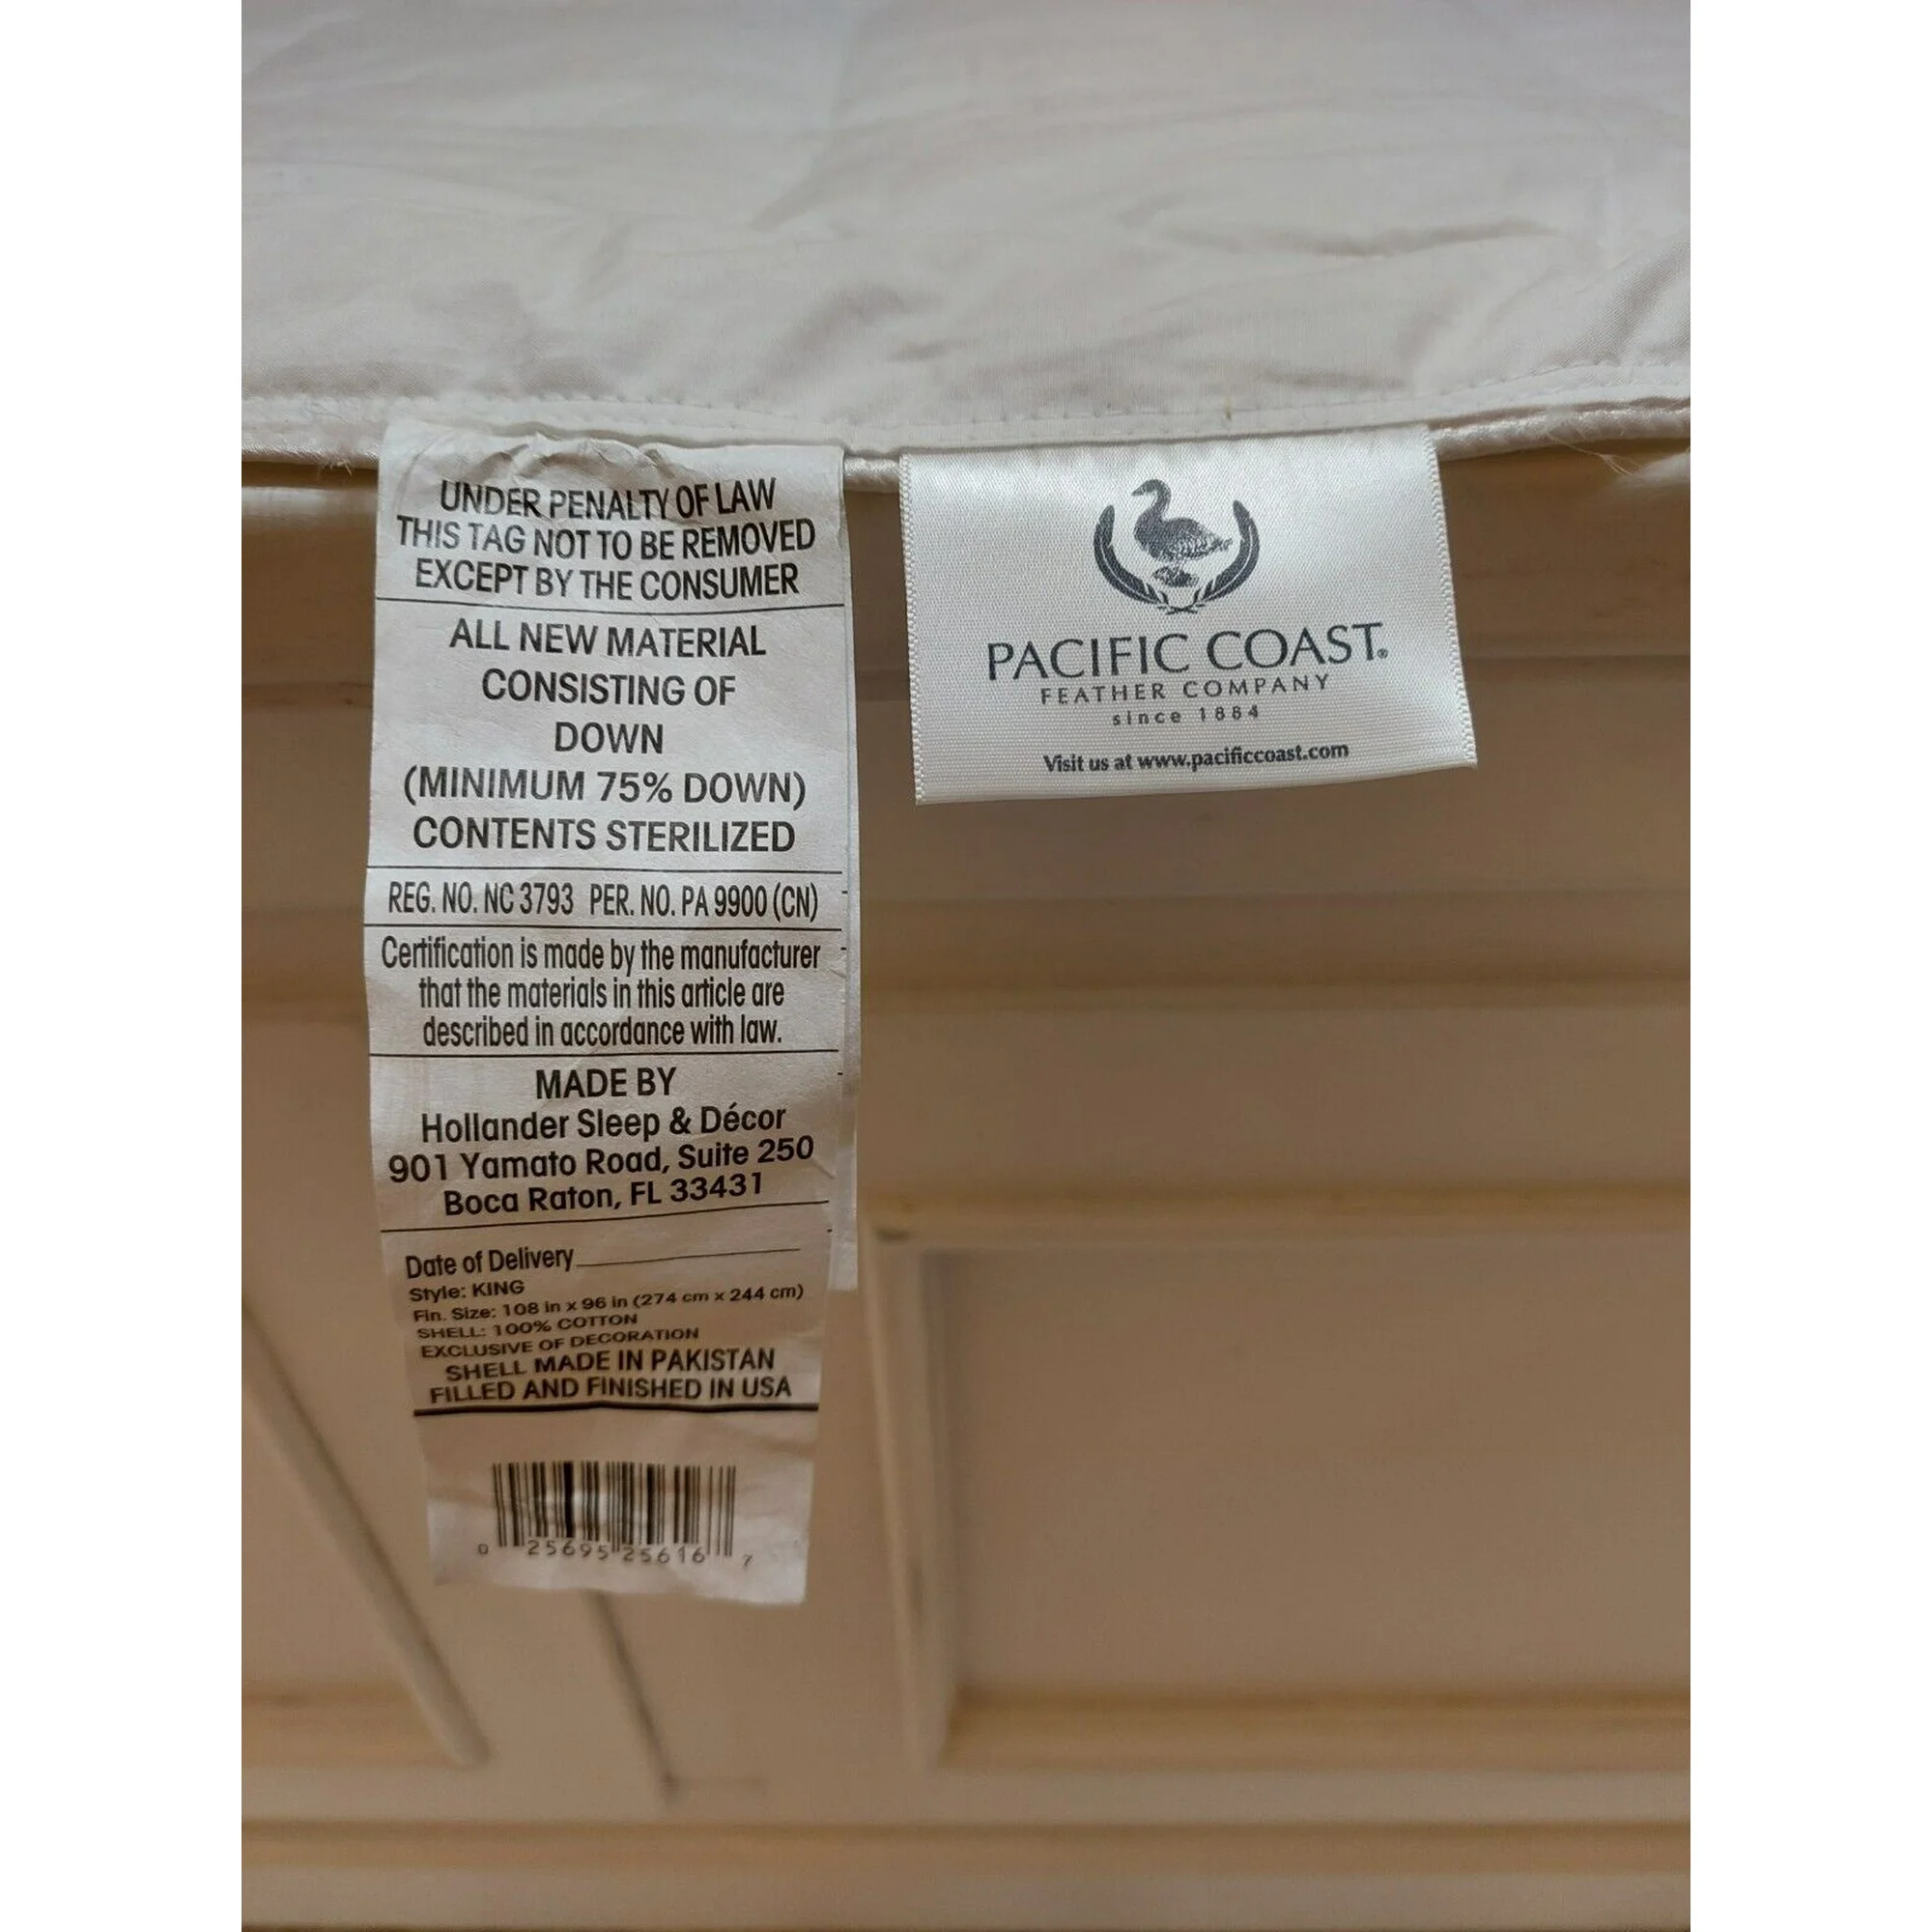 UNDER PENALTY OF LAW
THIS TAG NOT TO BE REMOVED
EXCEPT BY THE CONSUMER
ALL NEW MATERIAL
CONSISTING OF
DOWN
(MINIMUM 75% DOWN)
CONTENTS STERILIZED
REG. NO. NC 3793 PER. NO. PA 9900 (CN)
Certification is made by the manufacturer
that the materials in this article are
described in accordance with law.
MADE BY
Hollander Sleep & Décor
901 Yamato Road, Suite 250
Boca Raton, FL 33431
Date of Delivery
Style: KING
Fin. Size: 108 in x 96 in (274 cm x 244 cm)
SHELL: 100% COTTON
EXCLUSIVE OF DECORATION
SHELL MADE IN PAKISTAN
FILLED AND FINISHED IN USA
0 25695 25616 7
PACIFIC COAST®
FEATHER COMPANY
since 1884
Visit us at www.pacificcoast.com